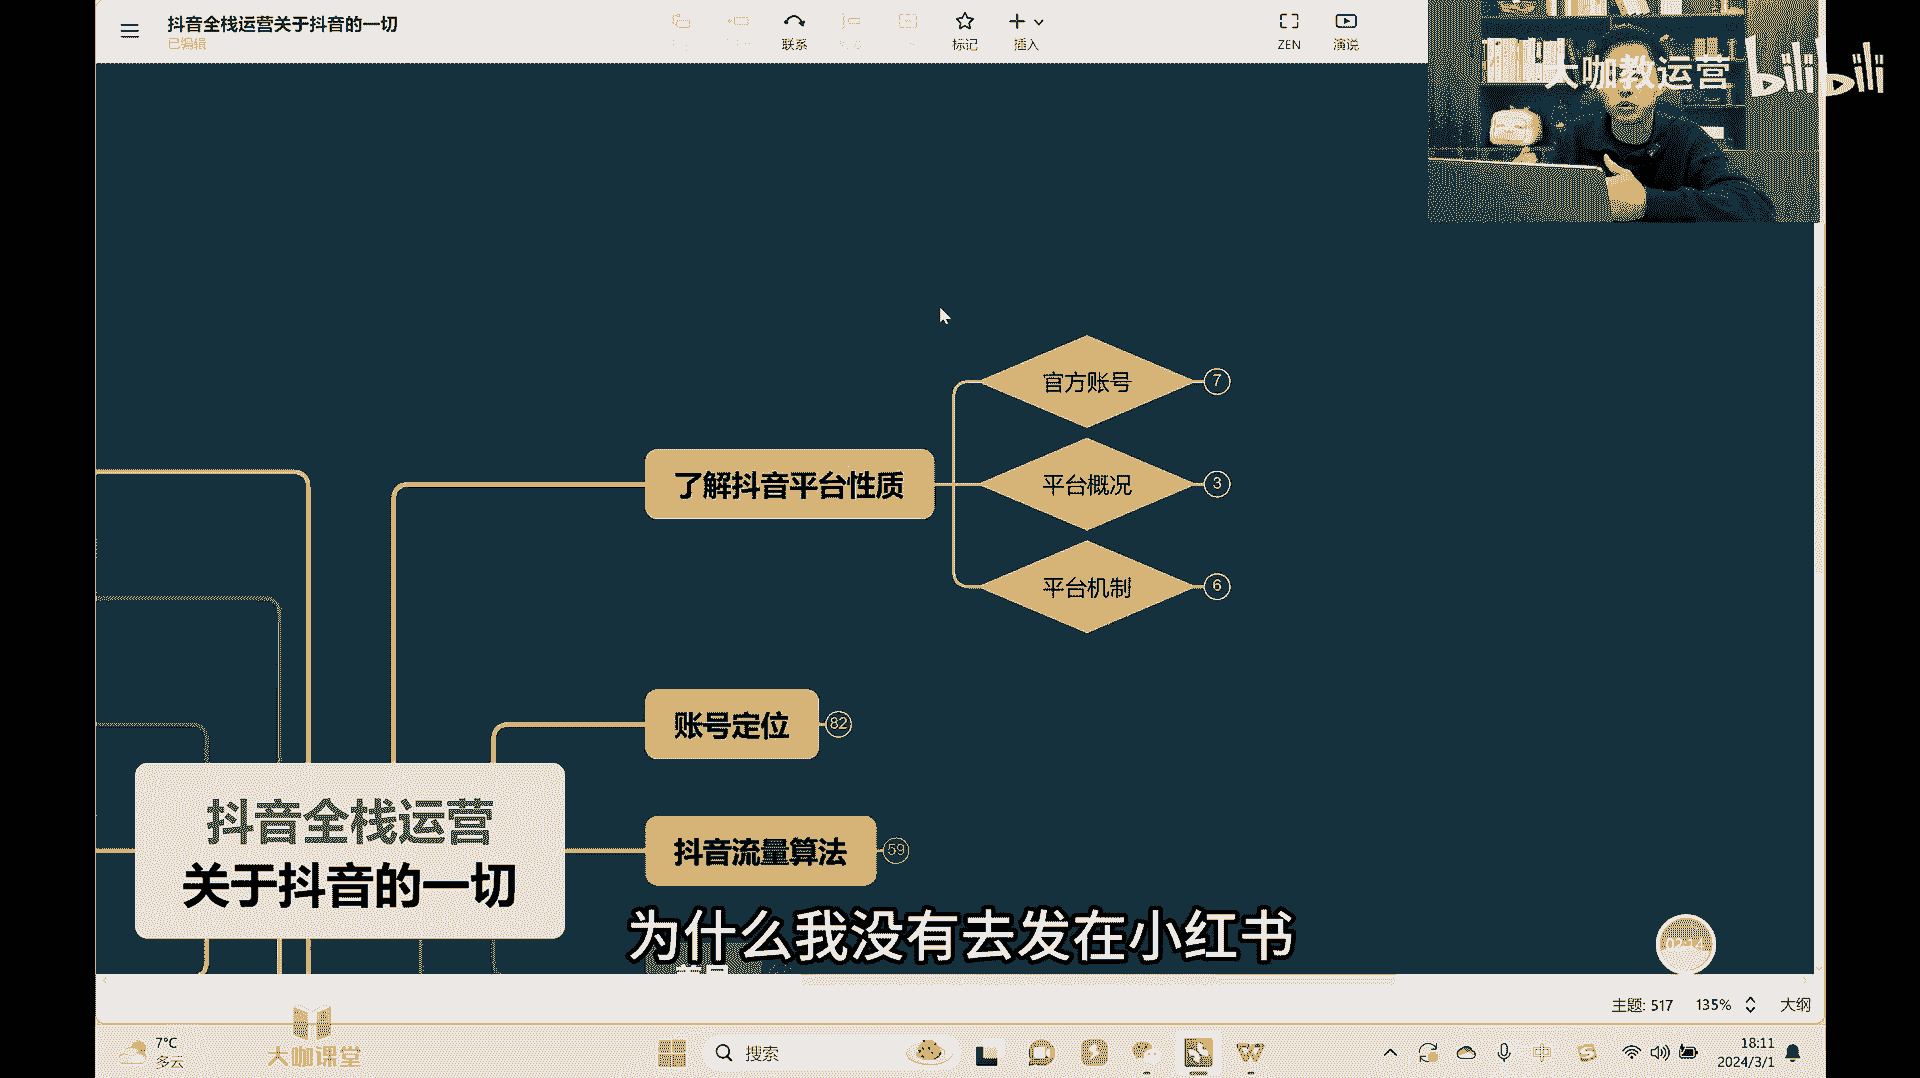 抖音全栈运营关于抖音的一切
已编辑
联系
标记
插入
ZEN
演说
大咖教运营 bilibili
官方账号
7
了解抖音平台性质
平台概况
3
平台机制
6
账号定位
82
抖音全栈运营
关于抖音的一切
抖音流量算法
59
为什么我没有去发在小红书
02:14
主题: 517
135%
大纲
7°C
多云
大咖课堂
搜索
中
18:11
2024/3/1